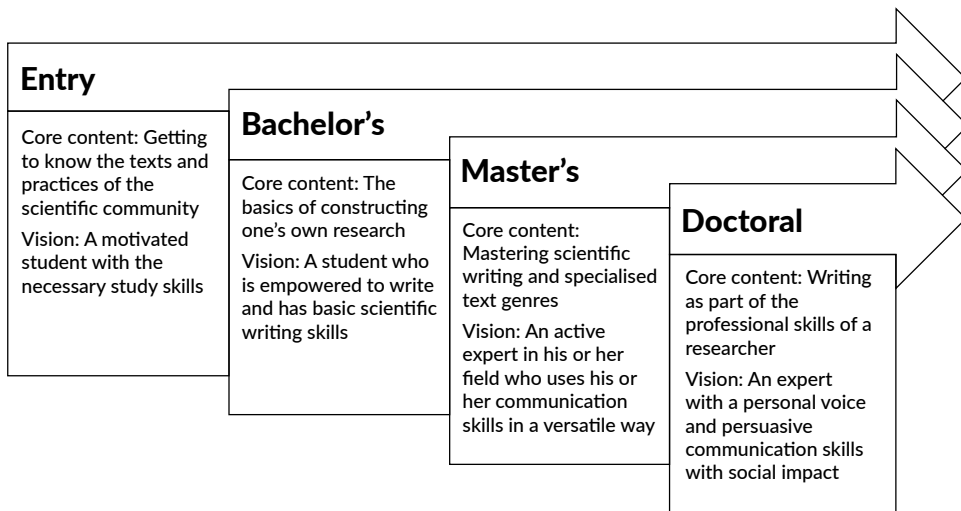 Entry
Core content: Getting
to know the texts and
practices of the
scientific community
Vision: A motivated
student with the
necessary study skills
Bachelor’s
Core content: The
basics of constructing
one’s own research
Vision: A student who
is empowered to write
and has basic scientific
writing skills
Master’s
Core content:
Mastering scientific
writing and specialised
text genres
Vision: An active
expert in his or her
field who uses his or
her communication
skills in a versatile way
Doctoral
Core content: Writing
as part of the
professional skills of a
researcher
Vision: An expert
with a personal voice
and persuasive
communication skills
with social impact